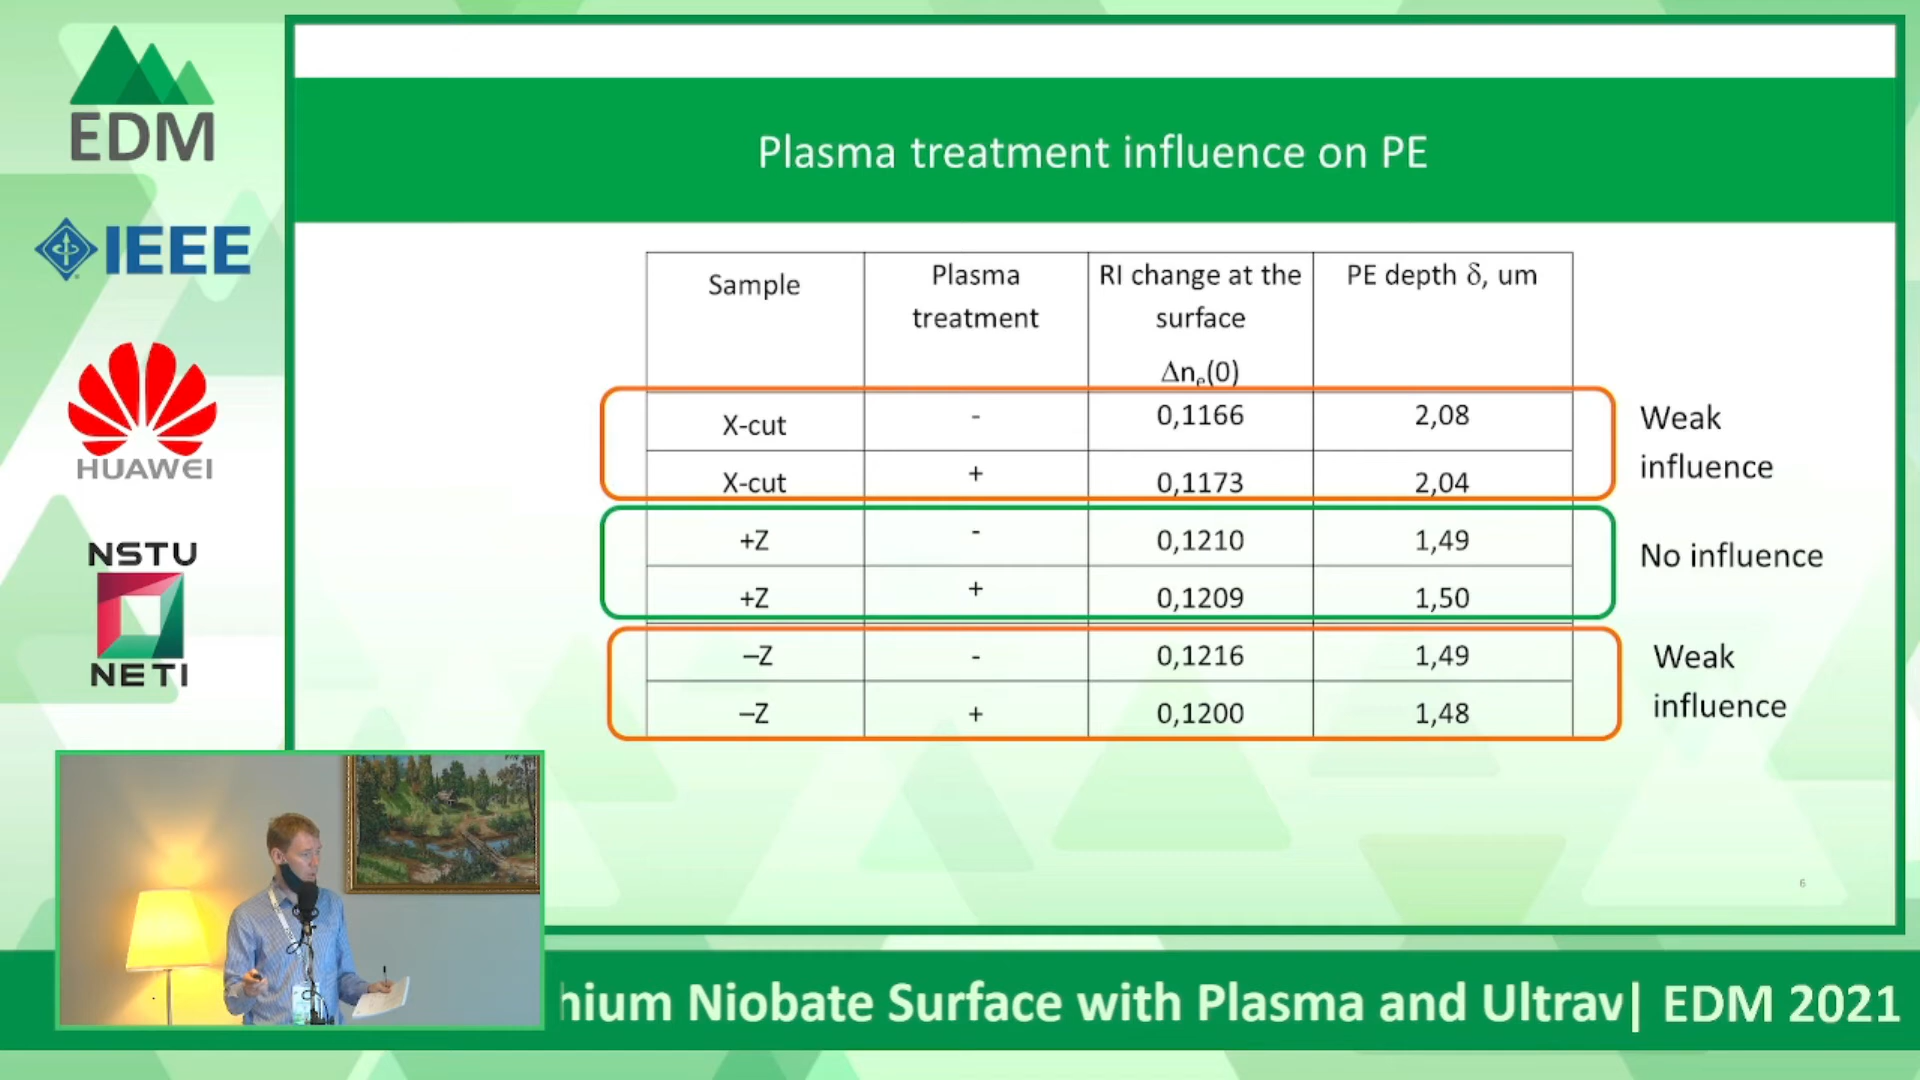 EDM
IEEE
HUAWEI
NSTU
NETI
Plasma treatment influence on PE
Sample
Plasma
treatment
RI change at the
surface
Δnₑ(0)
PE depth δ, um
X-cut - 0,1166 2,08
X-cut + 0,1173 2,04
Weak
influence
+Z - 0,1210 1,49
+Z + 0,1209 1,50
No influence
–Z - 0,1216 1,49
–Z + 0,1200 1,48
Weak
influence
6
hium Niobate Surface with Plasma and Ultrav| EDM 2021